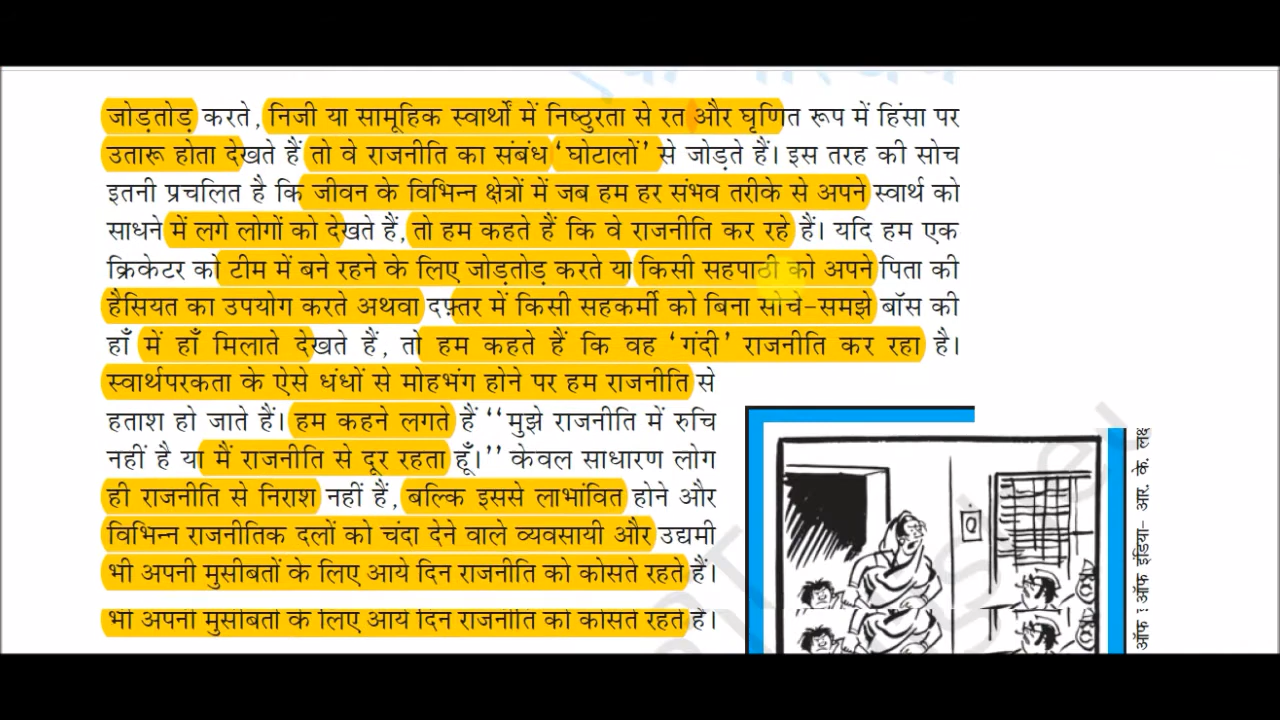 जोड़तोड़ करते, निजी या सामूहिक स्वार्थों में निष्ठुरता से रत और घृणित रूप में हिंसा पर
उतारू होता देखते हैं तो वे राजनीति का संबंध ‘घोटालों’ से जोड़ते हैं। इस तरह की सोच
इतनी प्रचलित है कि जीवन के विभिन्न क्षेत्रों में जब हम हर संभव तरीके से अपने स्वार्थ को
साधने में लगे लोगों को देखते हैं, तो हम कहते हैं कि वे राजनीति कर रहे हैं। यदि हम एक
क्रिकेटर को टीम में बने रहने के लिए जोड़तोड़ करते या किसी सहपाठी को अपने पिता की
हैसियत का उपयोग करते अथवा दफ़्तर में किसी सहकर्मी को बिना सोचे-समझे बॉस की
हाँ में हाँ मिलाते देखते हैं, तो हम कहते हैं कि वह ‘गंदी’ राजनीति कर रहा है।
स्वार्थपरकता के ऐसे धंधों से मोहभंग होने पर हम राजनीति से
हताश हो जाते हैं। हम कहने लगते हैं ‘‘मुझे राजनीति में रुचि
नहीं है या मैं राजनीति से दूर रहता हूँ।’’ केवल साधारण लोग
ही राजनीति से निराश नहीं हैं, बल्कि इससे लाभांवित होने और
विभिन्न राजनीतिक दलों को चंदा देने वाले व्यवसायी और उद्यमी
भी अपनी मुसीबतों के लिए आये दिन राजनीति को कोसते रहते हैं।
भी अपनी मुसीबतों के लिए आये दिन राजनीति को कोसते रहते हैं।
ऑफ इंडिया- आर. के.
ऑफ